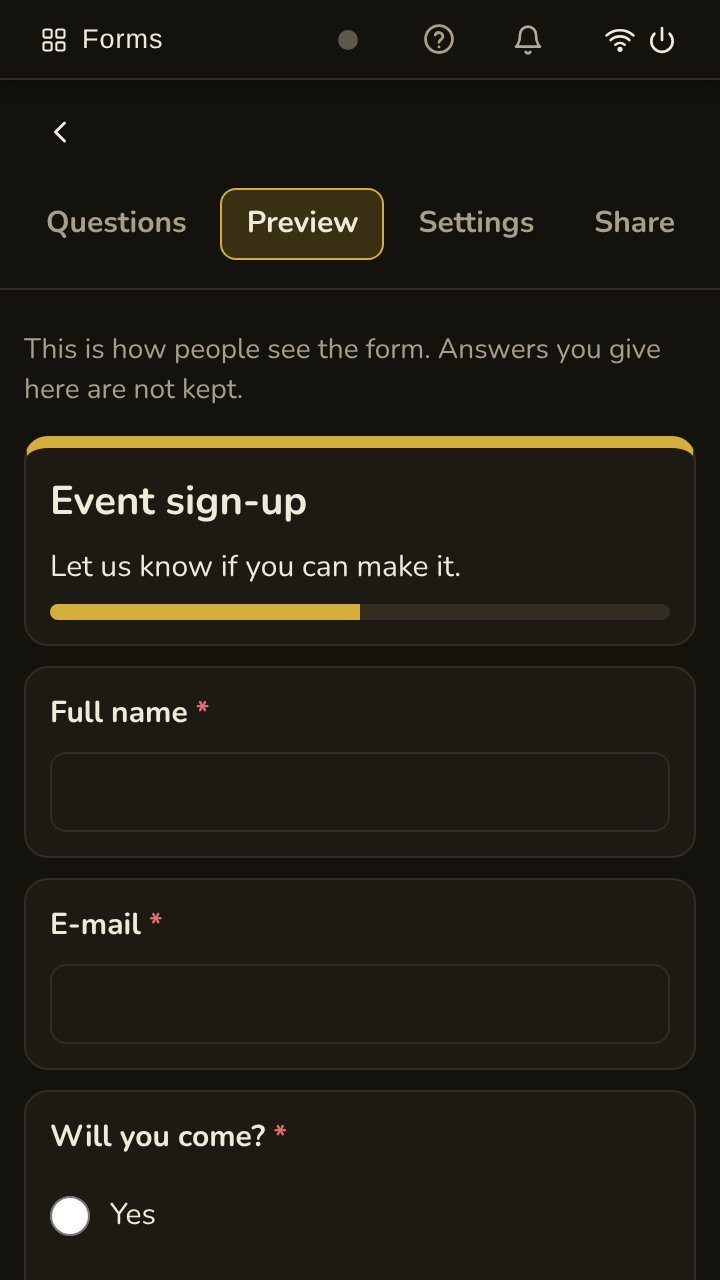 Forms
Questions Preview Settings Share
This is how people see the form. Answers you give
here are not kept.
Event sign-up
Let us know if you can make it.
Full name *
E-mail *
Will you come? *
Yes